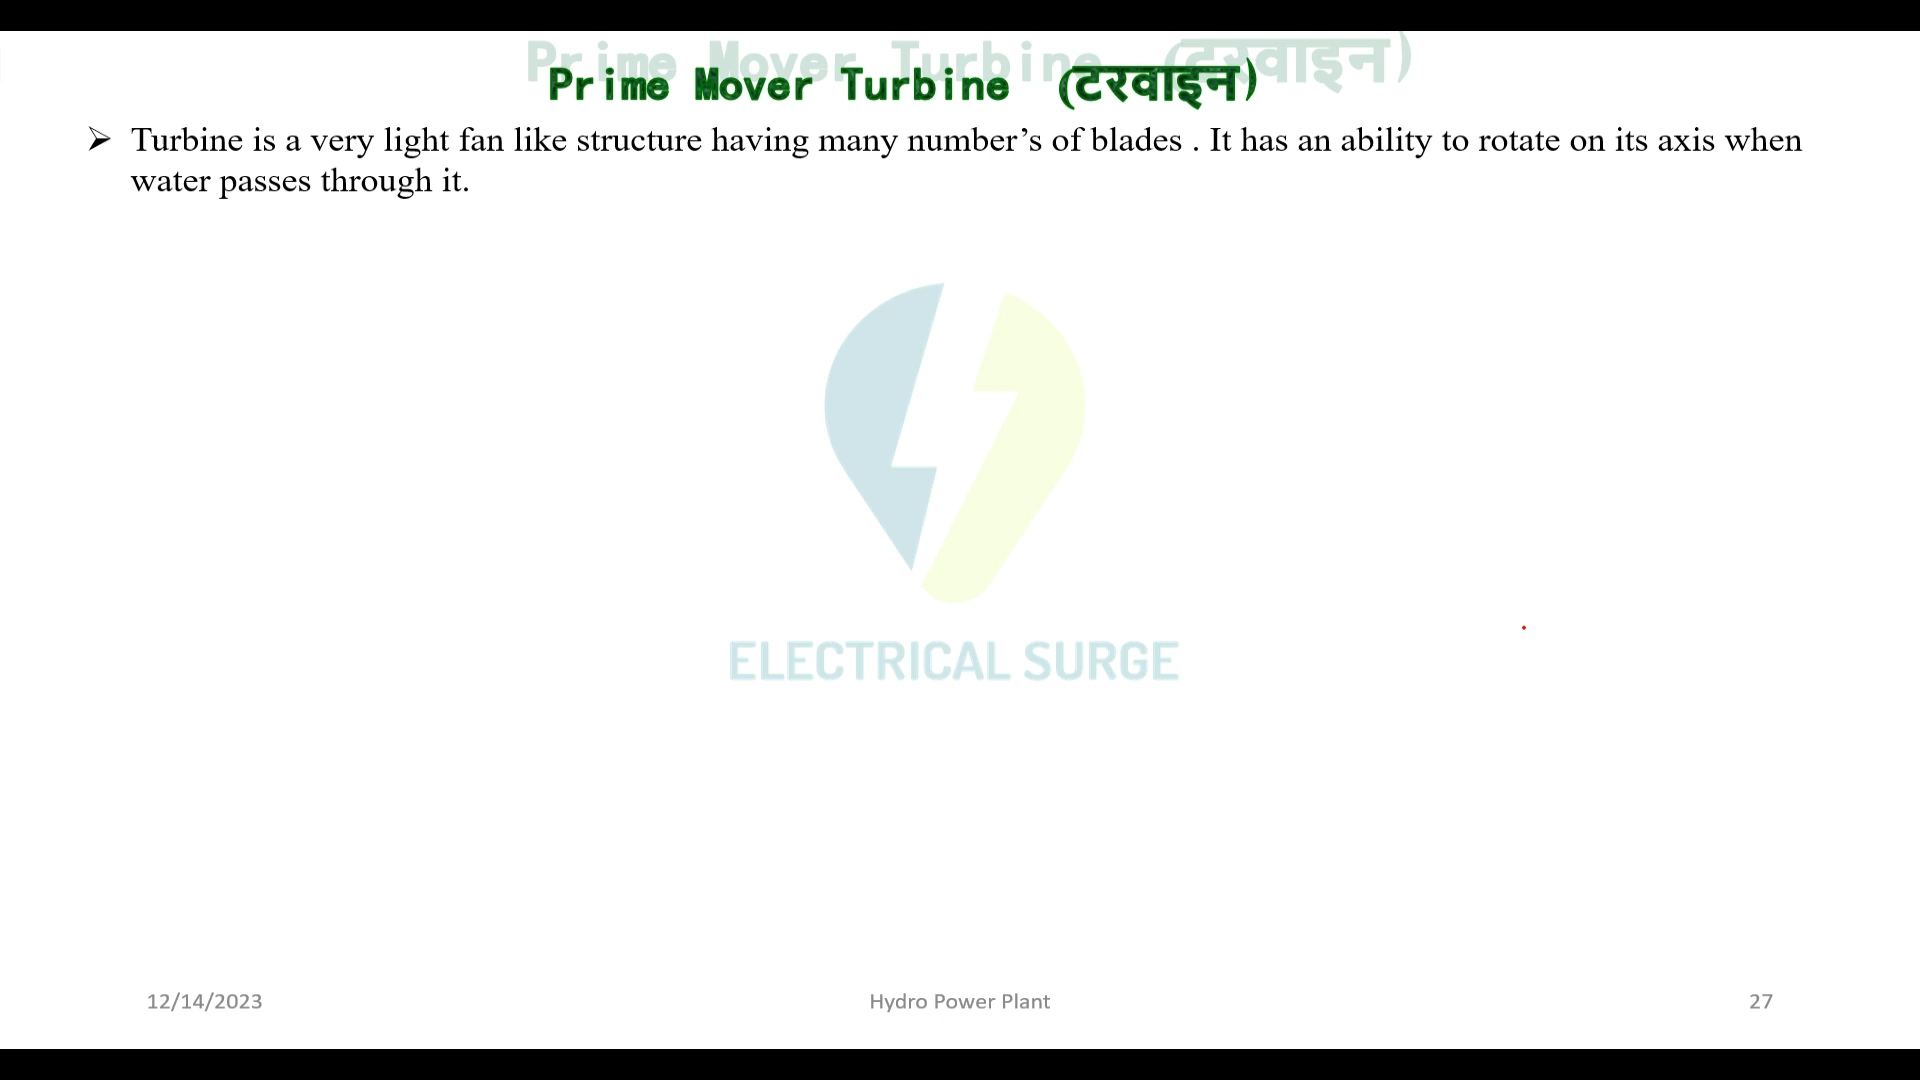 Prime Mover Turbine (टरवाइन)
➢ Turbine is a very light fan like structure having many number’s of blades . It has an ability to rotate on its axis when
water passes through it.
ELECTRICAL SURGE
12/14/2023 Hydro Power Plant 27